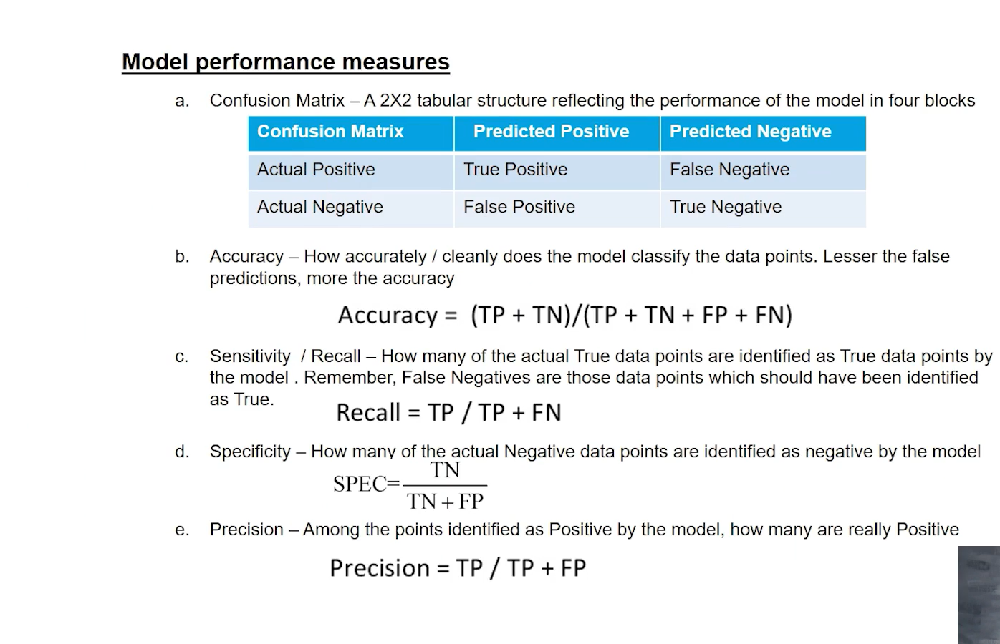 Model performance measures
a. Confusion Matrix – A 2X2 tabular structure reflecting the performance of the model in four blocks
Confusion Matrix Predicted Positive Predicted Negative
Actual Positive True Positive False Negative
Actual Negative False Positive True Negative
b. Accuracy – How accurately / cleanly does the model classify the data points. Lesser the false
predictions, more the accuracy
Accuracy = (TP + TN)/(TP + TN + FP + FN)
c. Sensitivity / Recall – How many of the actual True data points are identified as True data points by
the model . Remember, False Negatives are those data points which should have been identified
as True.
Recall = TP / TP + FN
d. Specificity – How many of the actual Negative data points are identified as negative by the model
TN
SPEC=
TN + FP
e. Precision – Among the points identified as Positive by the model, how many are really Positive
Precision = TP / TP + FP